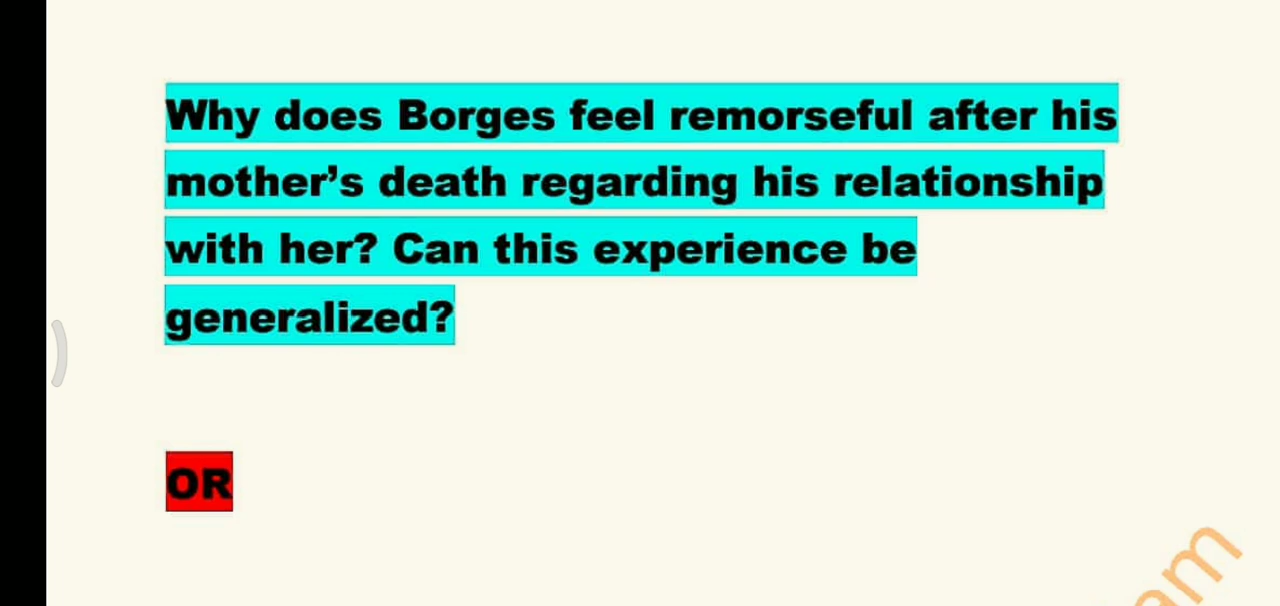 Why does Borges feel remorseful after his
mother’s death regarding his relationship
with her? Can this experience be
generalized?
OR